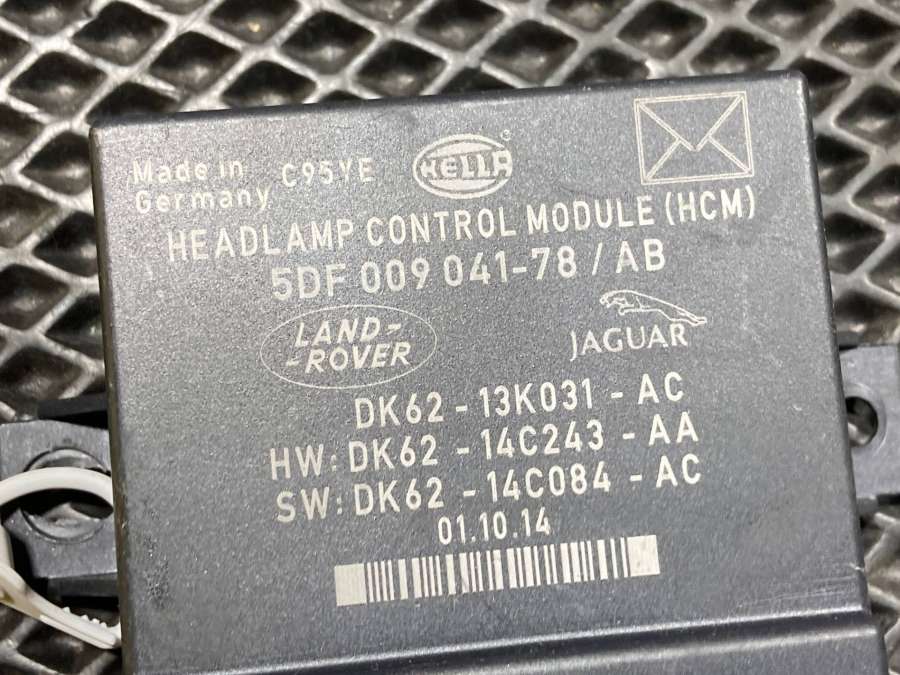 Made in
Germany
C95YE
HELLA®
HEADLAMP CONTROL MODULE (HCM)
5DF 009 041-78 / AB
LAND-
-ROVER
JAGUAR
DK62 - 13K031 - AC
HW: DK62 - 14C243 - AA
SW: DK62 - 14C084 - AC
01.10.14